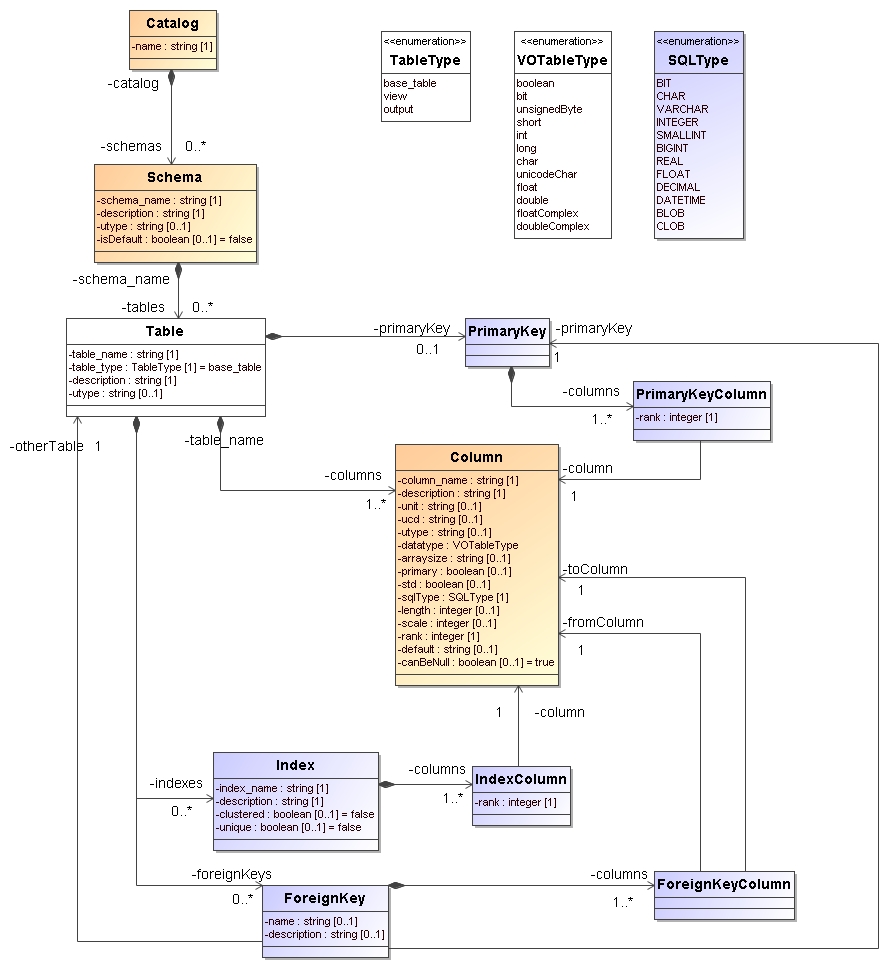 Catalog
-name : string [1]
-catalog
-schemas 0..*
Schema
-schema_name : string [1]
-description : string [1]
-utype : string [0..1]
-isDefault : boolean [0..1] = false
-schema_name
-tables 0..*
<<enumeration>>
TableType
base_table
view
output
<<enumeration>>
VOTableType
boolean
bit
unsignedByte
short
int
long
char
unicodeChar
float
double
floatComplex
doubleComplex
<<enumeration>>
SQLType
BIT
CHAR
VARCHAR
INTEGER
SMALLINT
BIGINT
REAL
FLOAT
DECIMAL
DATETIME
BLOB
CLOB
Table
-table_name : string [1]
-table_type : TableType [1] = base_table
-description : string [1]
-utype : string [0..1]
-primaryKey
0..1
PrimaryKey
-primaryKey
1
-columns
1..*
PrimaryKeyColumn
-rank : integer [1]
-otherTable 1
-table_name
-columns
1..*
Column
-column_name : string [1]
-description : string [1]
-unit : string [0..1]
-ucd : string [0..1]
-utype : string [0..1]
-datatype : VOTableType
-arraysize : string [0..1]
-primary : boolean [0..1]
-std : boolean [0..1]
-sqlType : SQLType [1]
-length : integer [0..1]
-scale : integer [0..1]
-rank : integer [1]
-default : string [0..1]
-canBeNull : boolean [0..1] = true
-column
1
-toColumn
1
-fromColumn
1
1 -column
-indexes
0..*
Index
-index_name : string [1]
-description : string [1]
-clustered : boolean [0..1] = false
-unique : boolean [0..1] = false
-columns
1..*
IndexColumn
-rank : integer [1]
-foreignKeys
0..*
ForeignKey
-name : string [0..1]
-description : string [0..1]
-columns
1..*
ForeignKeyColumn